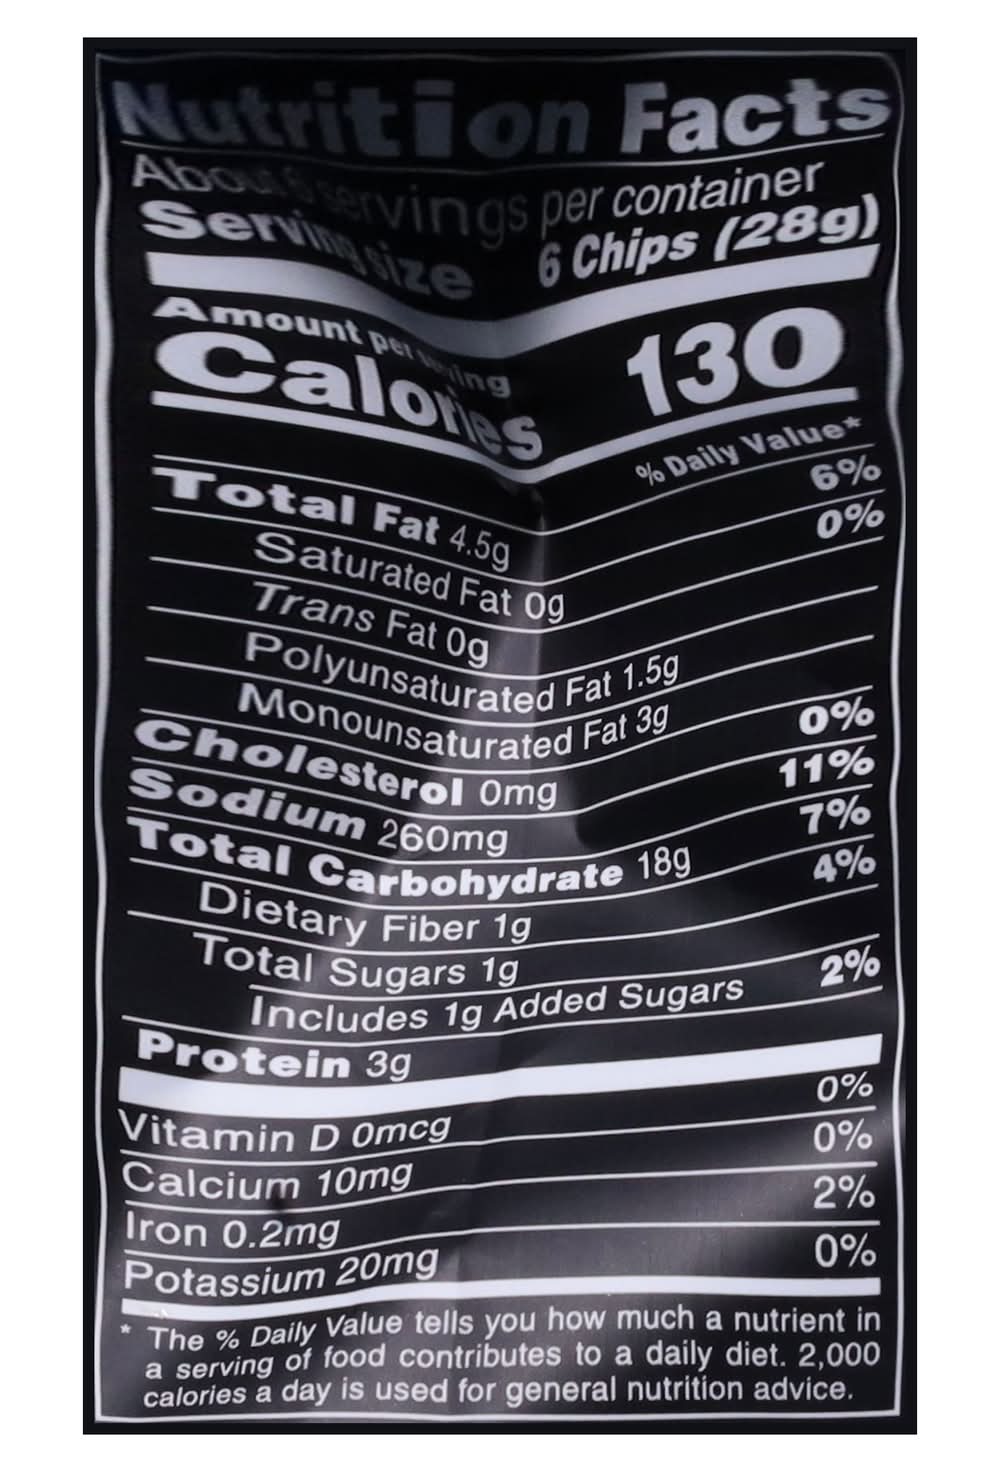 Nutrition Facts
About 6 servings per container
Serving size 6 Chips (28g)
Amount per serving
Calories 130
% Daily Value*
Total Fat 4.5g 6%
Saturated Fat 0g 0%
Trans Fat 0g
Polyunsaturated Fat 1.5g
Monounsaturated Fat 3g
Cholesterol 0mg 0%
Sodium 260mg 11%
Total Carbohydrate 18g 7%
Dietary Fiber 1g 4%
Total Sugars 1g
Includes 1g Added Sugars 2%
Protein 3g
Vitamin D 0mcg 0%
Calcium 10mg 0%
Iron 0.2mg 2%
Potassium 20mg 0%
* The % Daily Value tells you how much a nutrient in
a serving of food contributes to a daily diet. 2,000
calories a day is used for general nutrition advice.